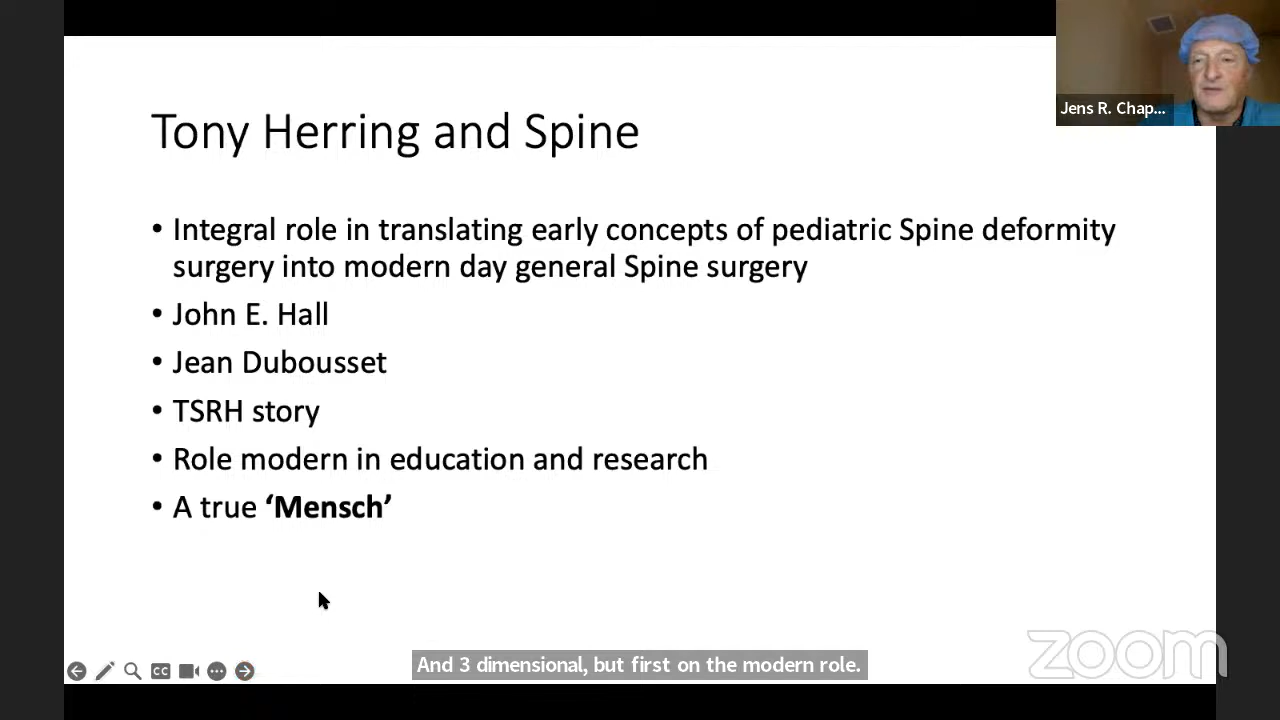 Jens R. Chap...
Tony Herring and Spine
• Integral role in translating early concepts of pediatric Spine deformity
surgery into modern day general Spine surgery
• John E. Hall
• Jean Dubousset
• TSRH story
• Role modern in education and research
• A true ‘Mensch’
CC
And 3 dimensional, but first on the modern role.
zoom